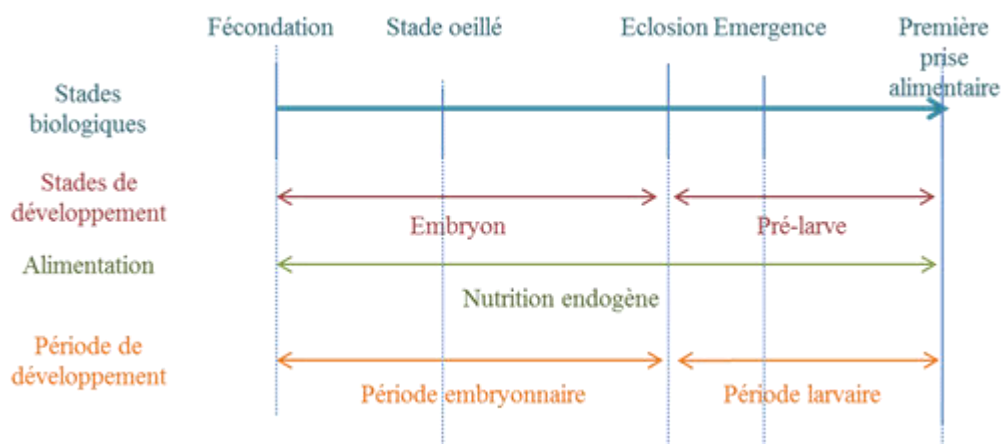 Fécondation Stade oeillé Eclosion Emergence Première
prise
alimentaire
Stades
biologiques
Stades de
développement
Embryon Pré-larve
Alimentation
Nutrition endogène
Période de
développement
Période embryonnaire Période larvaire